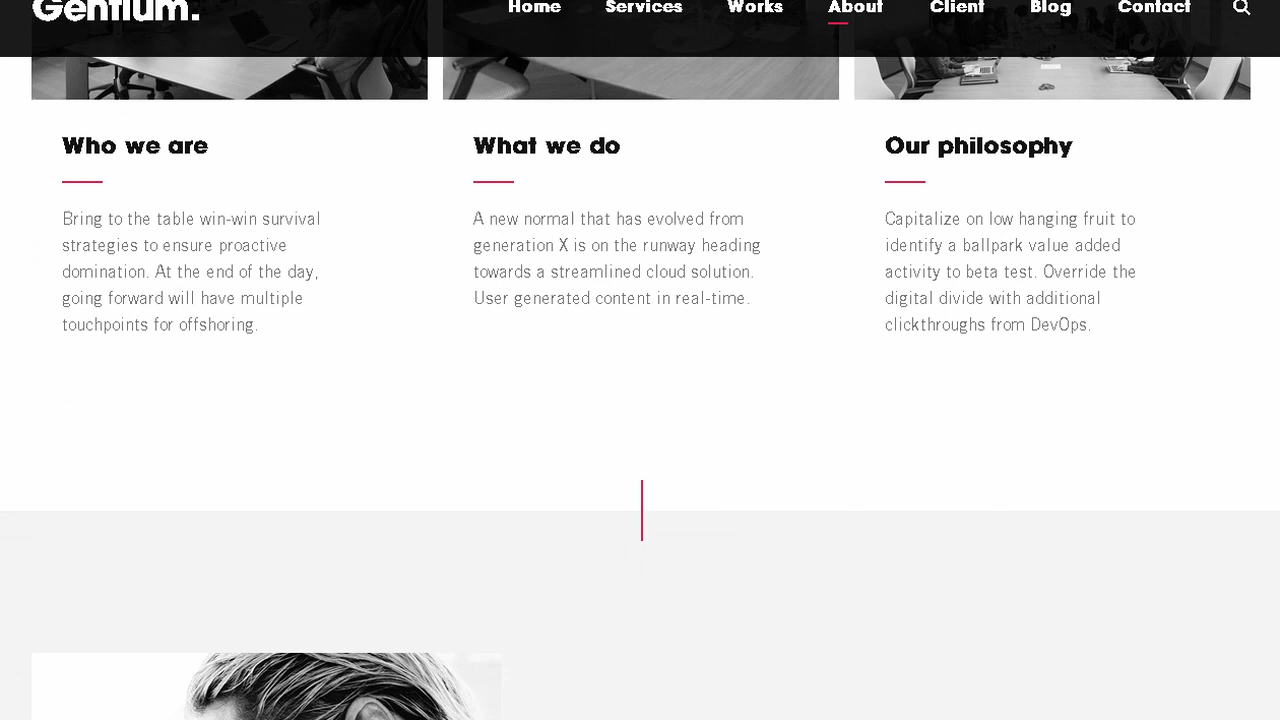 Gentium.
Home Services Works About Client Blog Contact
Who we are
Bring to the table win-win survival
strategies to ensure proactive
domination. At the end of the day,
going forward will have multiple
touchpoints for offshoring.
What we do
A new normal that has evolved from
generation X is on the runway heading
towards a streamlined cloud solution.
User generated content in real-time.
Our philosophy
Capitalize on low hanging fruit to
identify a ballpark value added
activity to beta test. Override the
digital divide with additional
clickthroughs from DevOps.